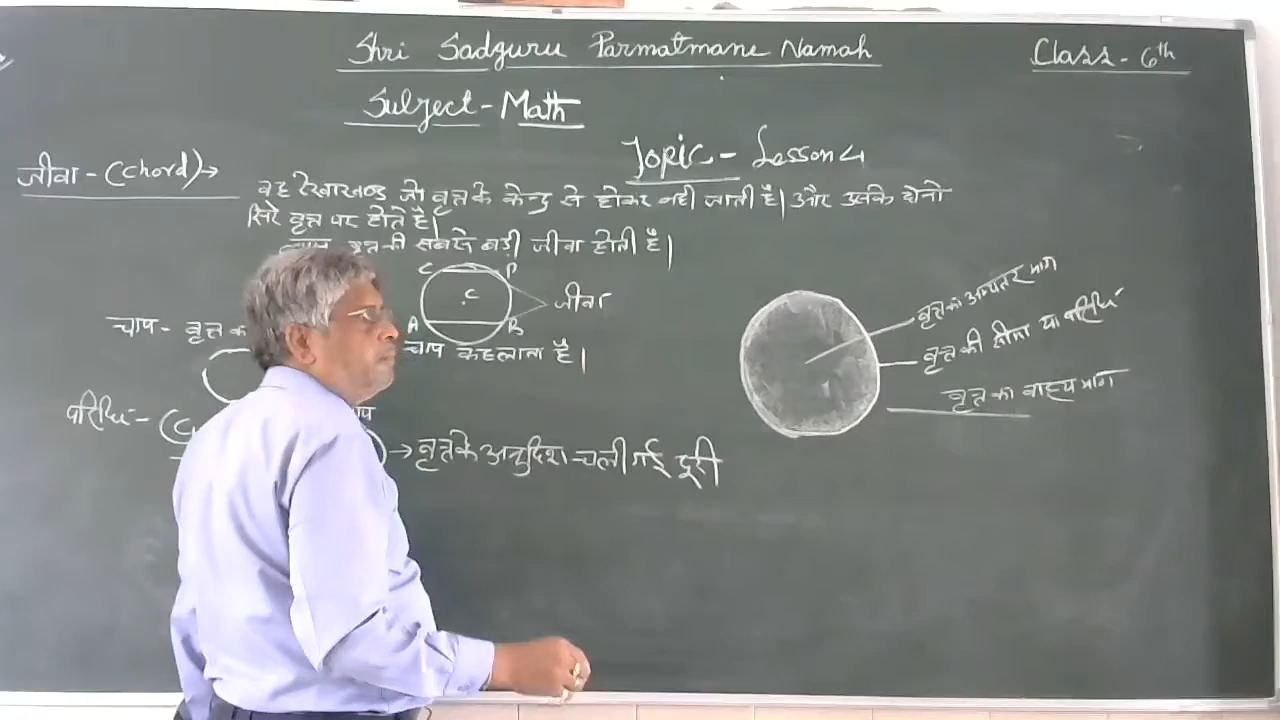 Shri Sadguru Parmatmane Namah
Class - 6th
Subject - Math
Topic - Lesson 4
जीवा - (chord) →
वह रेखाखण्ड जो वृत्त के केन्द्र से होकर नही जाती है। और उसके दोनो
सिरे वृत्त पर होते है।
वृत्त की सबसे बड़ी जीवा होती है।
C D
C
जीवा
A B
चाप - वृत्त का
चाप कहलाता है।
परिधि - (C
→ वृत्त के अनुदिश चली गई दूरी
वृत्त का अभ्यंतर भाग
वृत्त की सीमा या परिधि
वृत्त का बाह्य भाग